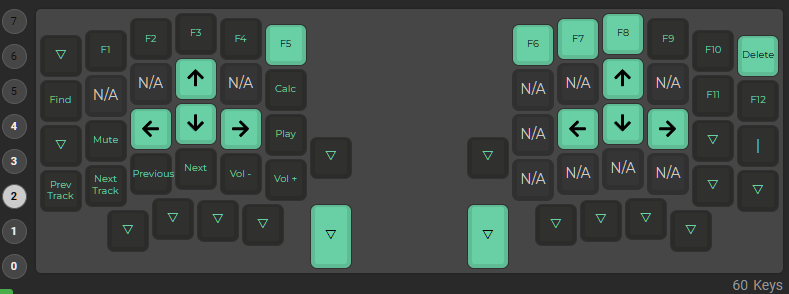 7
6
5
4
3
2
1
0
▽ F1 F2 F3 F4 F5
Find N/A N/A ↑ N/A Calc
▽ Mute ← ↓ → Play
Prev Track Next Track Previous Next Vol - Vol +
▽
▽ ▽ ▽ ▽ ▽
F6 F7 F8 F9 F10 Delete
N/A N/A ↑ N/A F11 F12
N/A ← ↓ → ▽ |
N/A N/A N/A N/A ▽ ▽
▽
▽ ▽ ▽ ▽ ▽
60 Keys